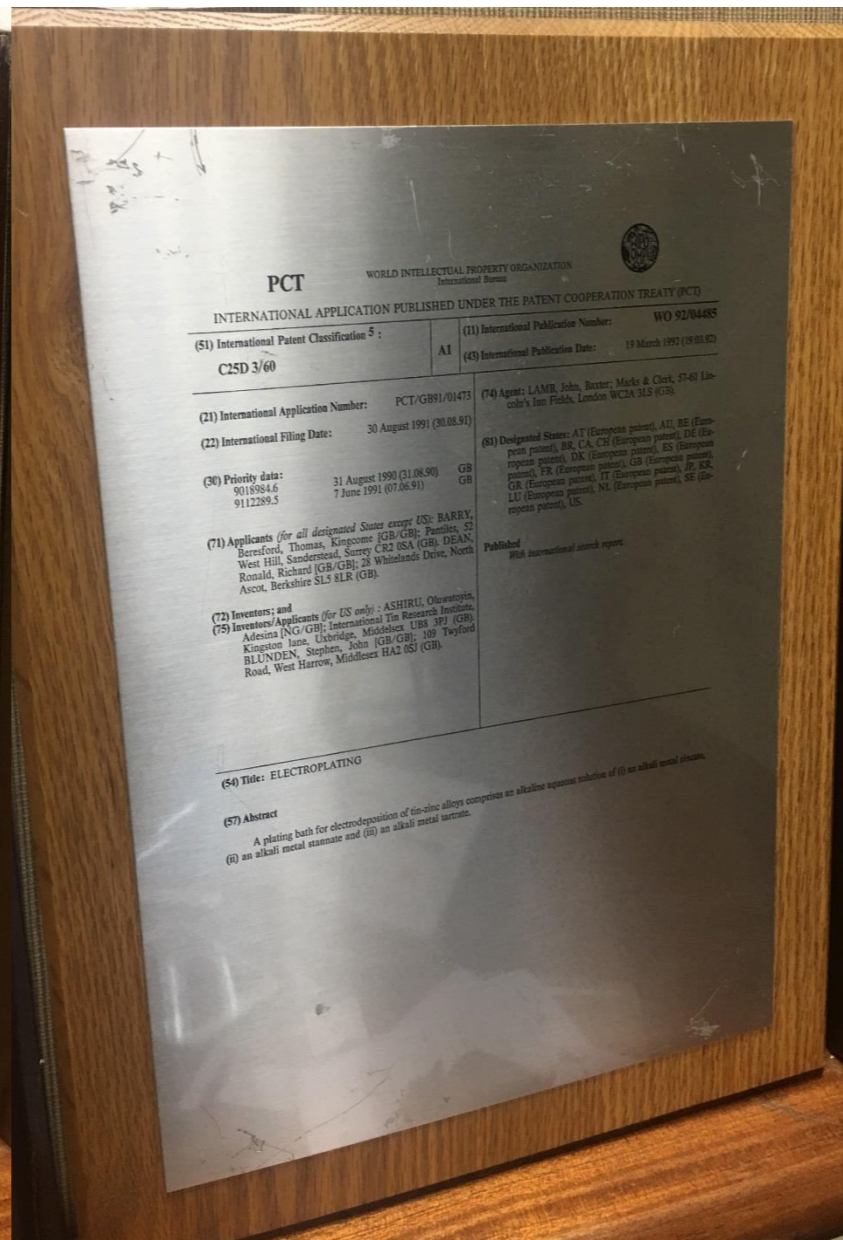 PCT
WORLD INTELLECTUAL PROPERTY ORGANIZATION
International Bureau
INTERNATIONAL APPLICATION PUBLISHED UNDER THE PATENT COOPERATION TREATY (PCT)
(51) International Patent Classification 5 :
C25D 3/60
A1
(11) International Publication Number: WO 92/04485
(43) International Publication Date: 19 March 1992 (19.03.92)
(21) International Application Number: PCT/GB91/01473
(22) International Filing Date: 30 August 1991 (30.08.91)
(30) Priority data:
9018984.6 31 August 1990 (31.08.90) GB
9112289.5 7 June 1991 (07.06.91) GB
(71) Applicants (for all designated States except US): BARRY,
Beresford, Thomas, Kingcome [GB/GB]; Pantiles, 52
West Hill, Sanderstead, Surrey CR2 0SA (GB). DEAN,
Ronald, Richard [GB/GB]; 28 Whitelands Drive, North
Ascot, Berkshire SL5 8LR (GB).
(72) Inventors; and
(75) Inventors/Applicants (for US only) : ASHIRU, Oluwatoyin,
Adesina [NG/GB]; International Tin Research Institute,
Kingston lane, Uxbridge, Middelsex UB8 3PJ (GB).
BLUNDEN, Stephen, John [GB/GB]; 109 Twyford
Road, West Harrow, Middlesex HA2 0SJ (GB).
(74) Agent: LAMB, John, Baxter; Marks & Clerk, 57-60 Lin-
coln's Inn Fields, London WC2A 3LS (GB).
(81) Designated States: AT (European patent), AU, BE (Euro-
pean patent), BR, CA, CH (European patent), DE (Eu-
ropean patent), DK (European patent), ES (European
patent), FR (European patent), GB (European patent),
GR (European patent), IT (European patent), JP, KR,
LU (European patent), NL (European patent), SE (Eu-
ropean patent), US.
Published
With international search report.
(54) Title: ELECTROPLATING
(57) Abstract
A plating bath for electrodeposition of tin-zinc alloys comprises an alkaline aqueous solution of (i) an alkali metal zincate,
(ii) an alkali metal stannate and (iii) an alkali metal tartrate.